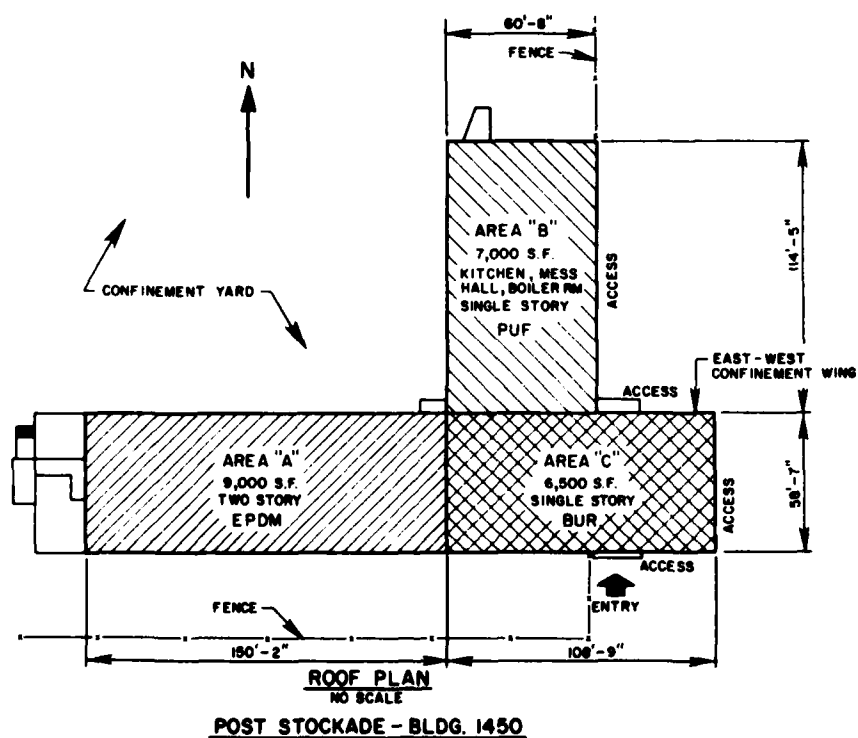 60'-8"
FENCE
N
AREA "B"
7,000 S.F.
KITCHEN, MESS
HALL, BOILER RM
SINGLE STORY
PUF
ACCESS
114'-5"
CONFINEMENT YARD
EAST-WEST
CONFINEMENT WING
ACCESS
AREA "A"
9,000 S.F.
TWO STORY
EPDM
AREA "C"
6,500 S.F.
SINGLE STORY
BUR
ACCESS
58'-7"
ACCESS
ENTRY
FENCE
150'-2"
108'-9"
ROOF PLAN
NO SCALE
POST STOCKADE - BLDG. 1450